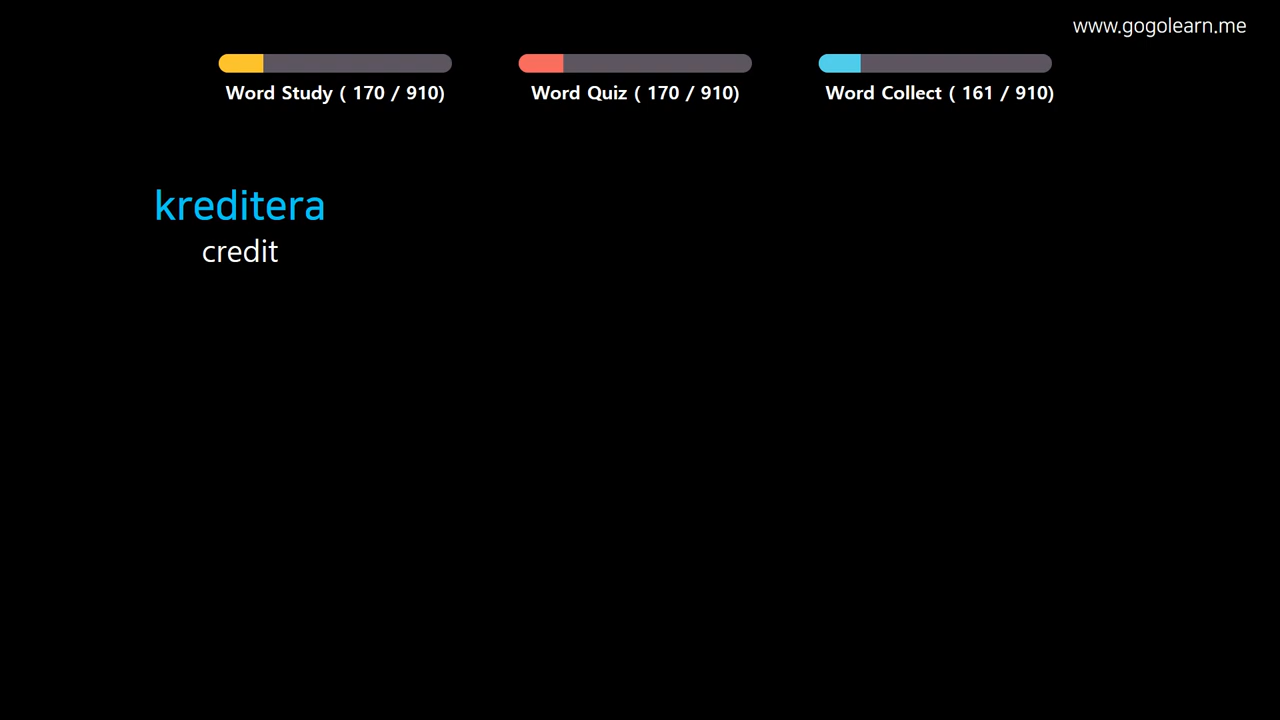 www.gogolearn.me
Word Study ( 170 / 910)
Word Quiz ( 170 / 910)
Word Collect ( 161 / 910)
kreditera
credit